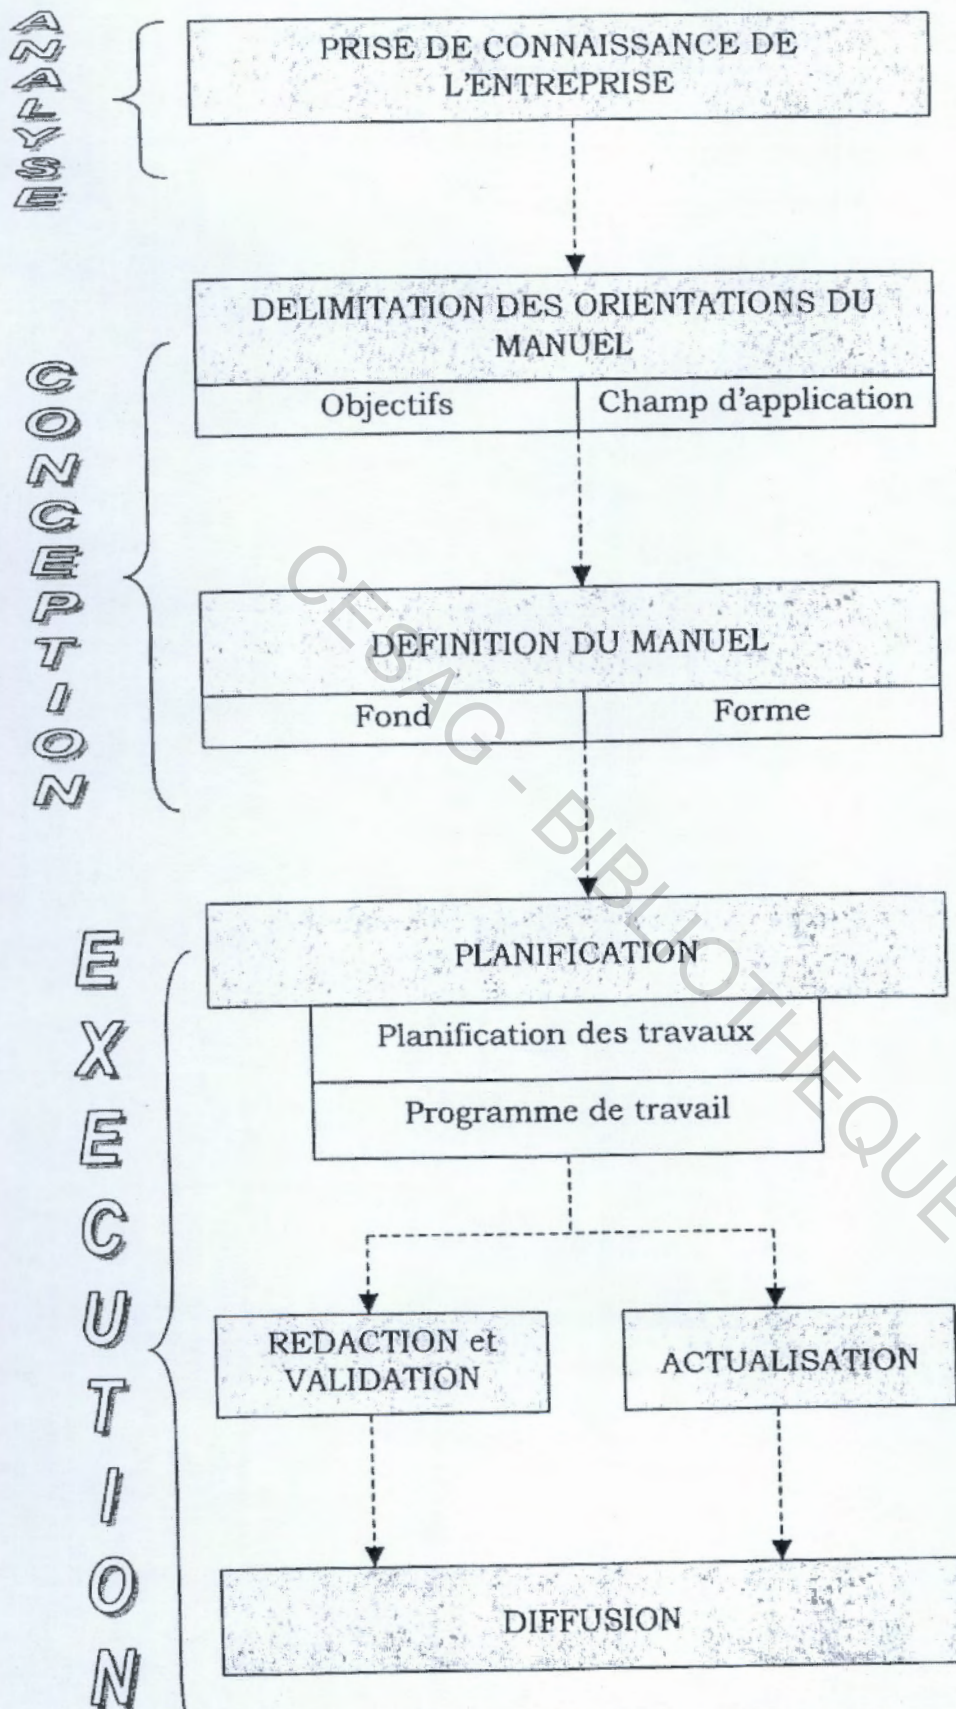 ANALYSE
PRISE DE CONNAISSANCE DE
L'ENTREPRISE
CONCEPTION
DELIMITATION DES ORIENTATIONS DU
MANUEL
Objectifs
Champ d'application
DEFINITION DU MANUEL
Fond
Forme
EXECUTION
PLANIFICATION
Planification des travaux
Programme de travail
REDACTION et
VALIDATION
ACTUALISATION
DIFFUSION
CESAG - BIBLIOTHEQUE